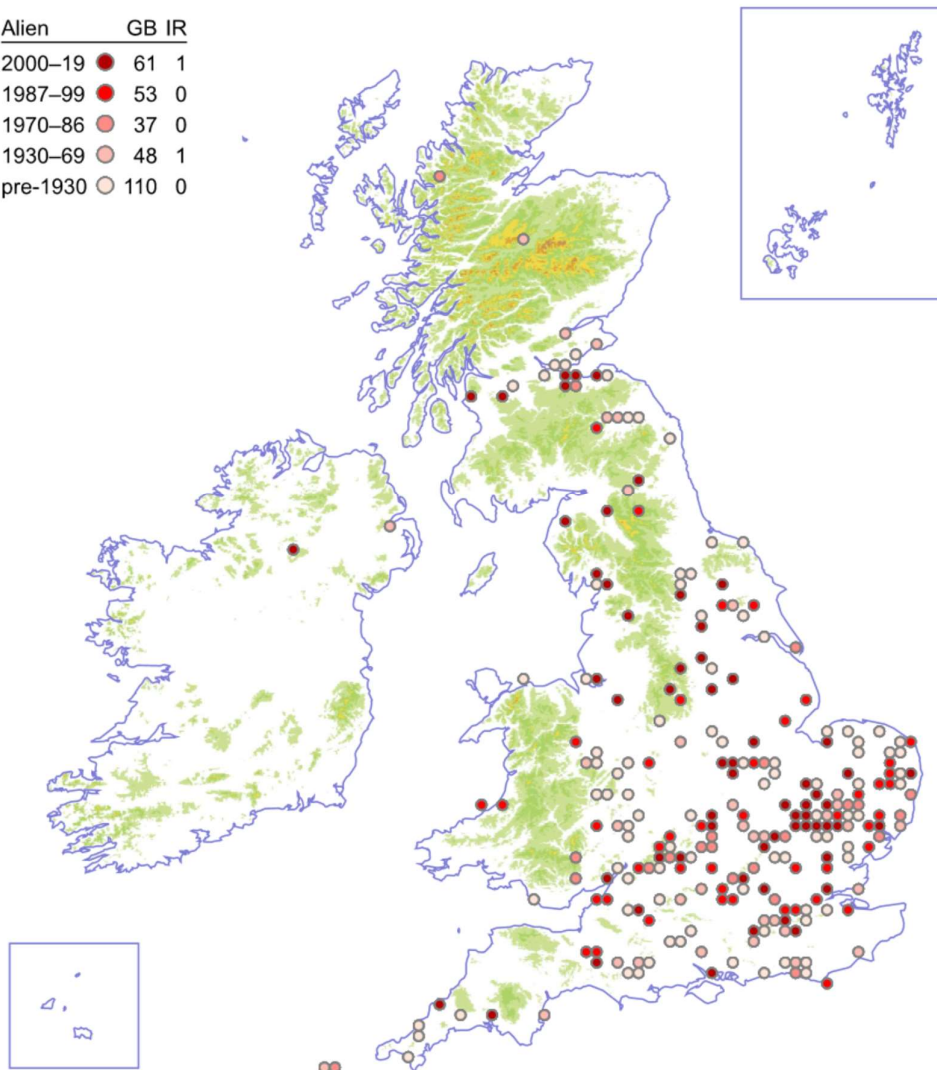 Alien GB IR
2000–19 61 1
1987–99 53 0
1970–86 37 0
1930–69 48 1
pre-1930 110 0